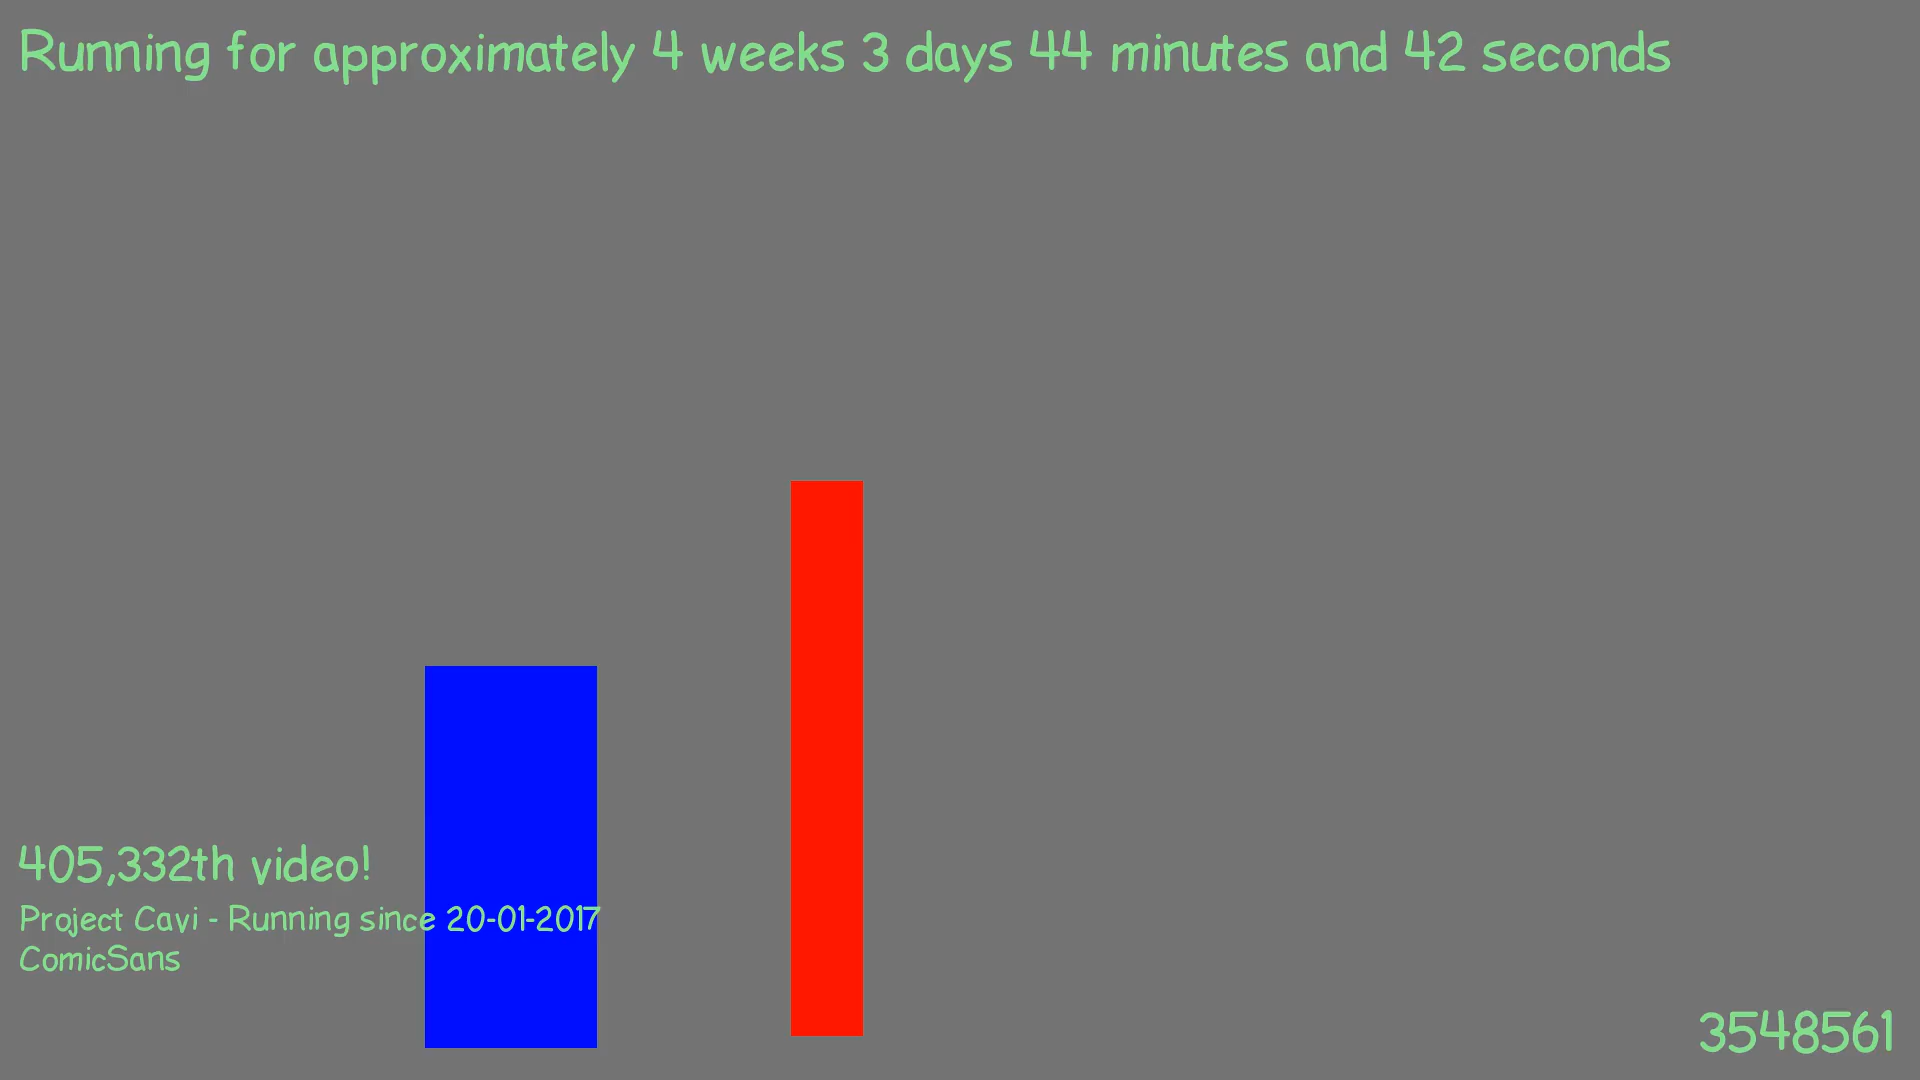 Running for approximately 4 weeks 3 days 44 minutes and 42 seconds
405,332th video!
Project Cavi - Running since 20-01-2017
ComicSans
3548561